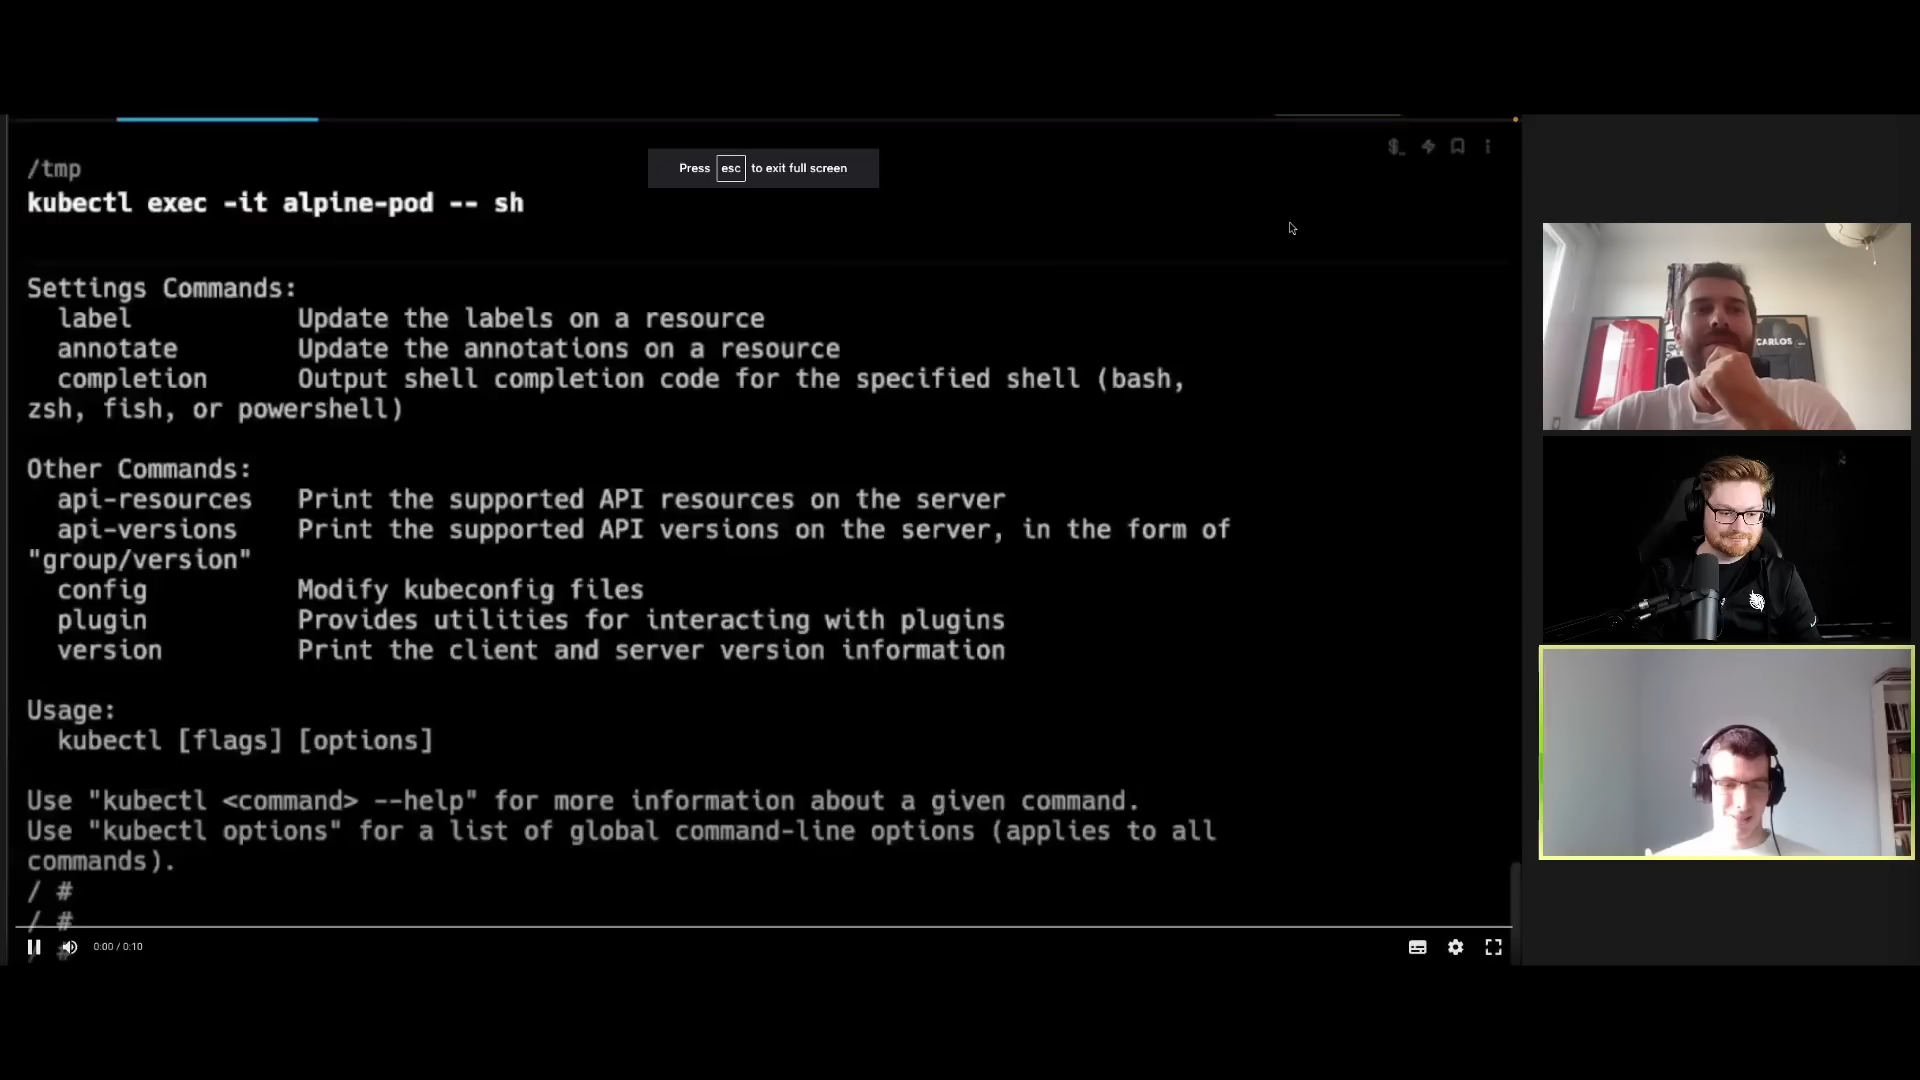 /tmp
kubectl exec -it alpine-pod -- sh
Press esc to exit full screen
$_
Settings Commands:
label Update the labels on a resource
annotate Update the annotations on a resource
completion Output shell completion code for the specified shell (bash,
zsh, fish, or powershell)
Other Commands:
api-resources Print the supported API resources on the server
api-versions Print the supported API versions on the server, in the form of
"group/version"
config Modify kubeconfig files
plugin Provides utilities for interacting with plugins
version Print the client and server version information
Usage:
kubectl [flags] [options]
Use "kubectl <command> --help" for more information about a given command.
Use "kubectl options" for a list of global command-line options (applies to all
commands).
/ #
/ #
/ #
0:00 / 0:10
CARLOS